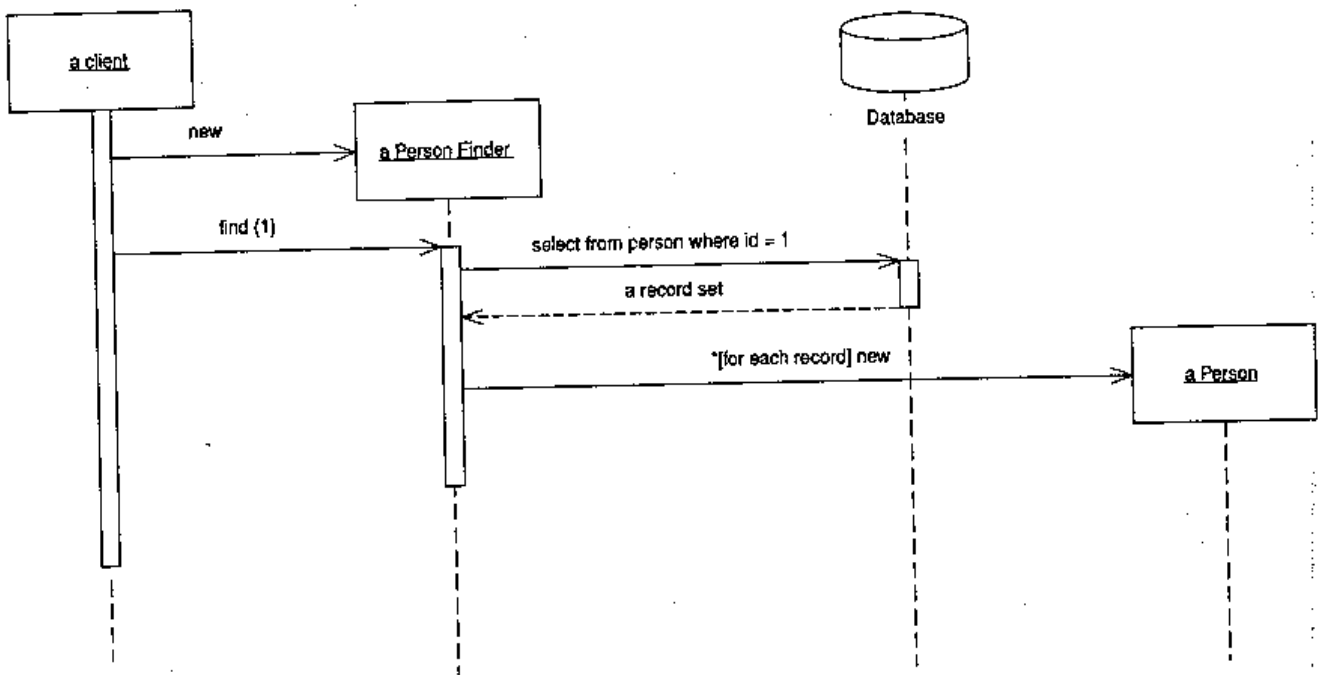 a client
Database
new
a Person Finder
find (1)
select from person where id = 1
a record set
*[for each record] new
a Person